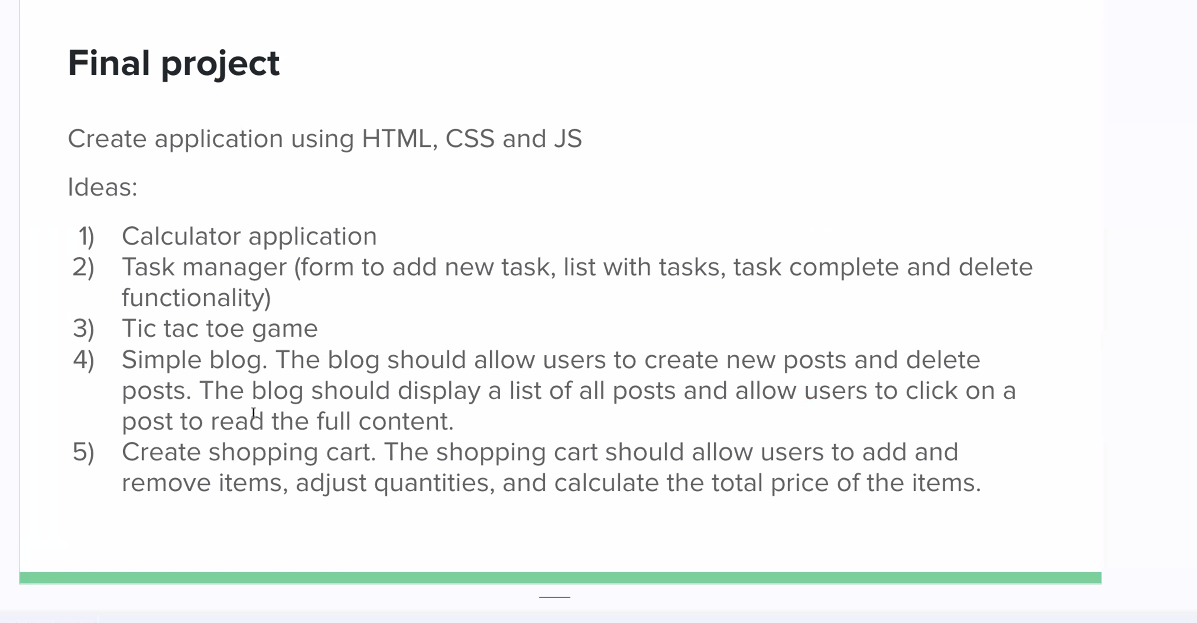 Final project
Create application using HTML, CSS and JS
Ideas:
1) Calculator application
2) Task manager (form to add new task, list with tasks, task complete and delete
functionality)
3) Tic tac toe game
4) Simple blog. The blog should allow users to create new posts and delete
posts. The blog should display a list of all posts and allow users to click on a
post to read the full content.
5) Create shopping cart. The shopping cart should allow users to add and
remove items, adjust quantities, and calculate the total price of the items.